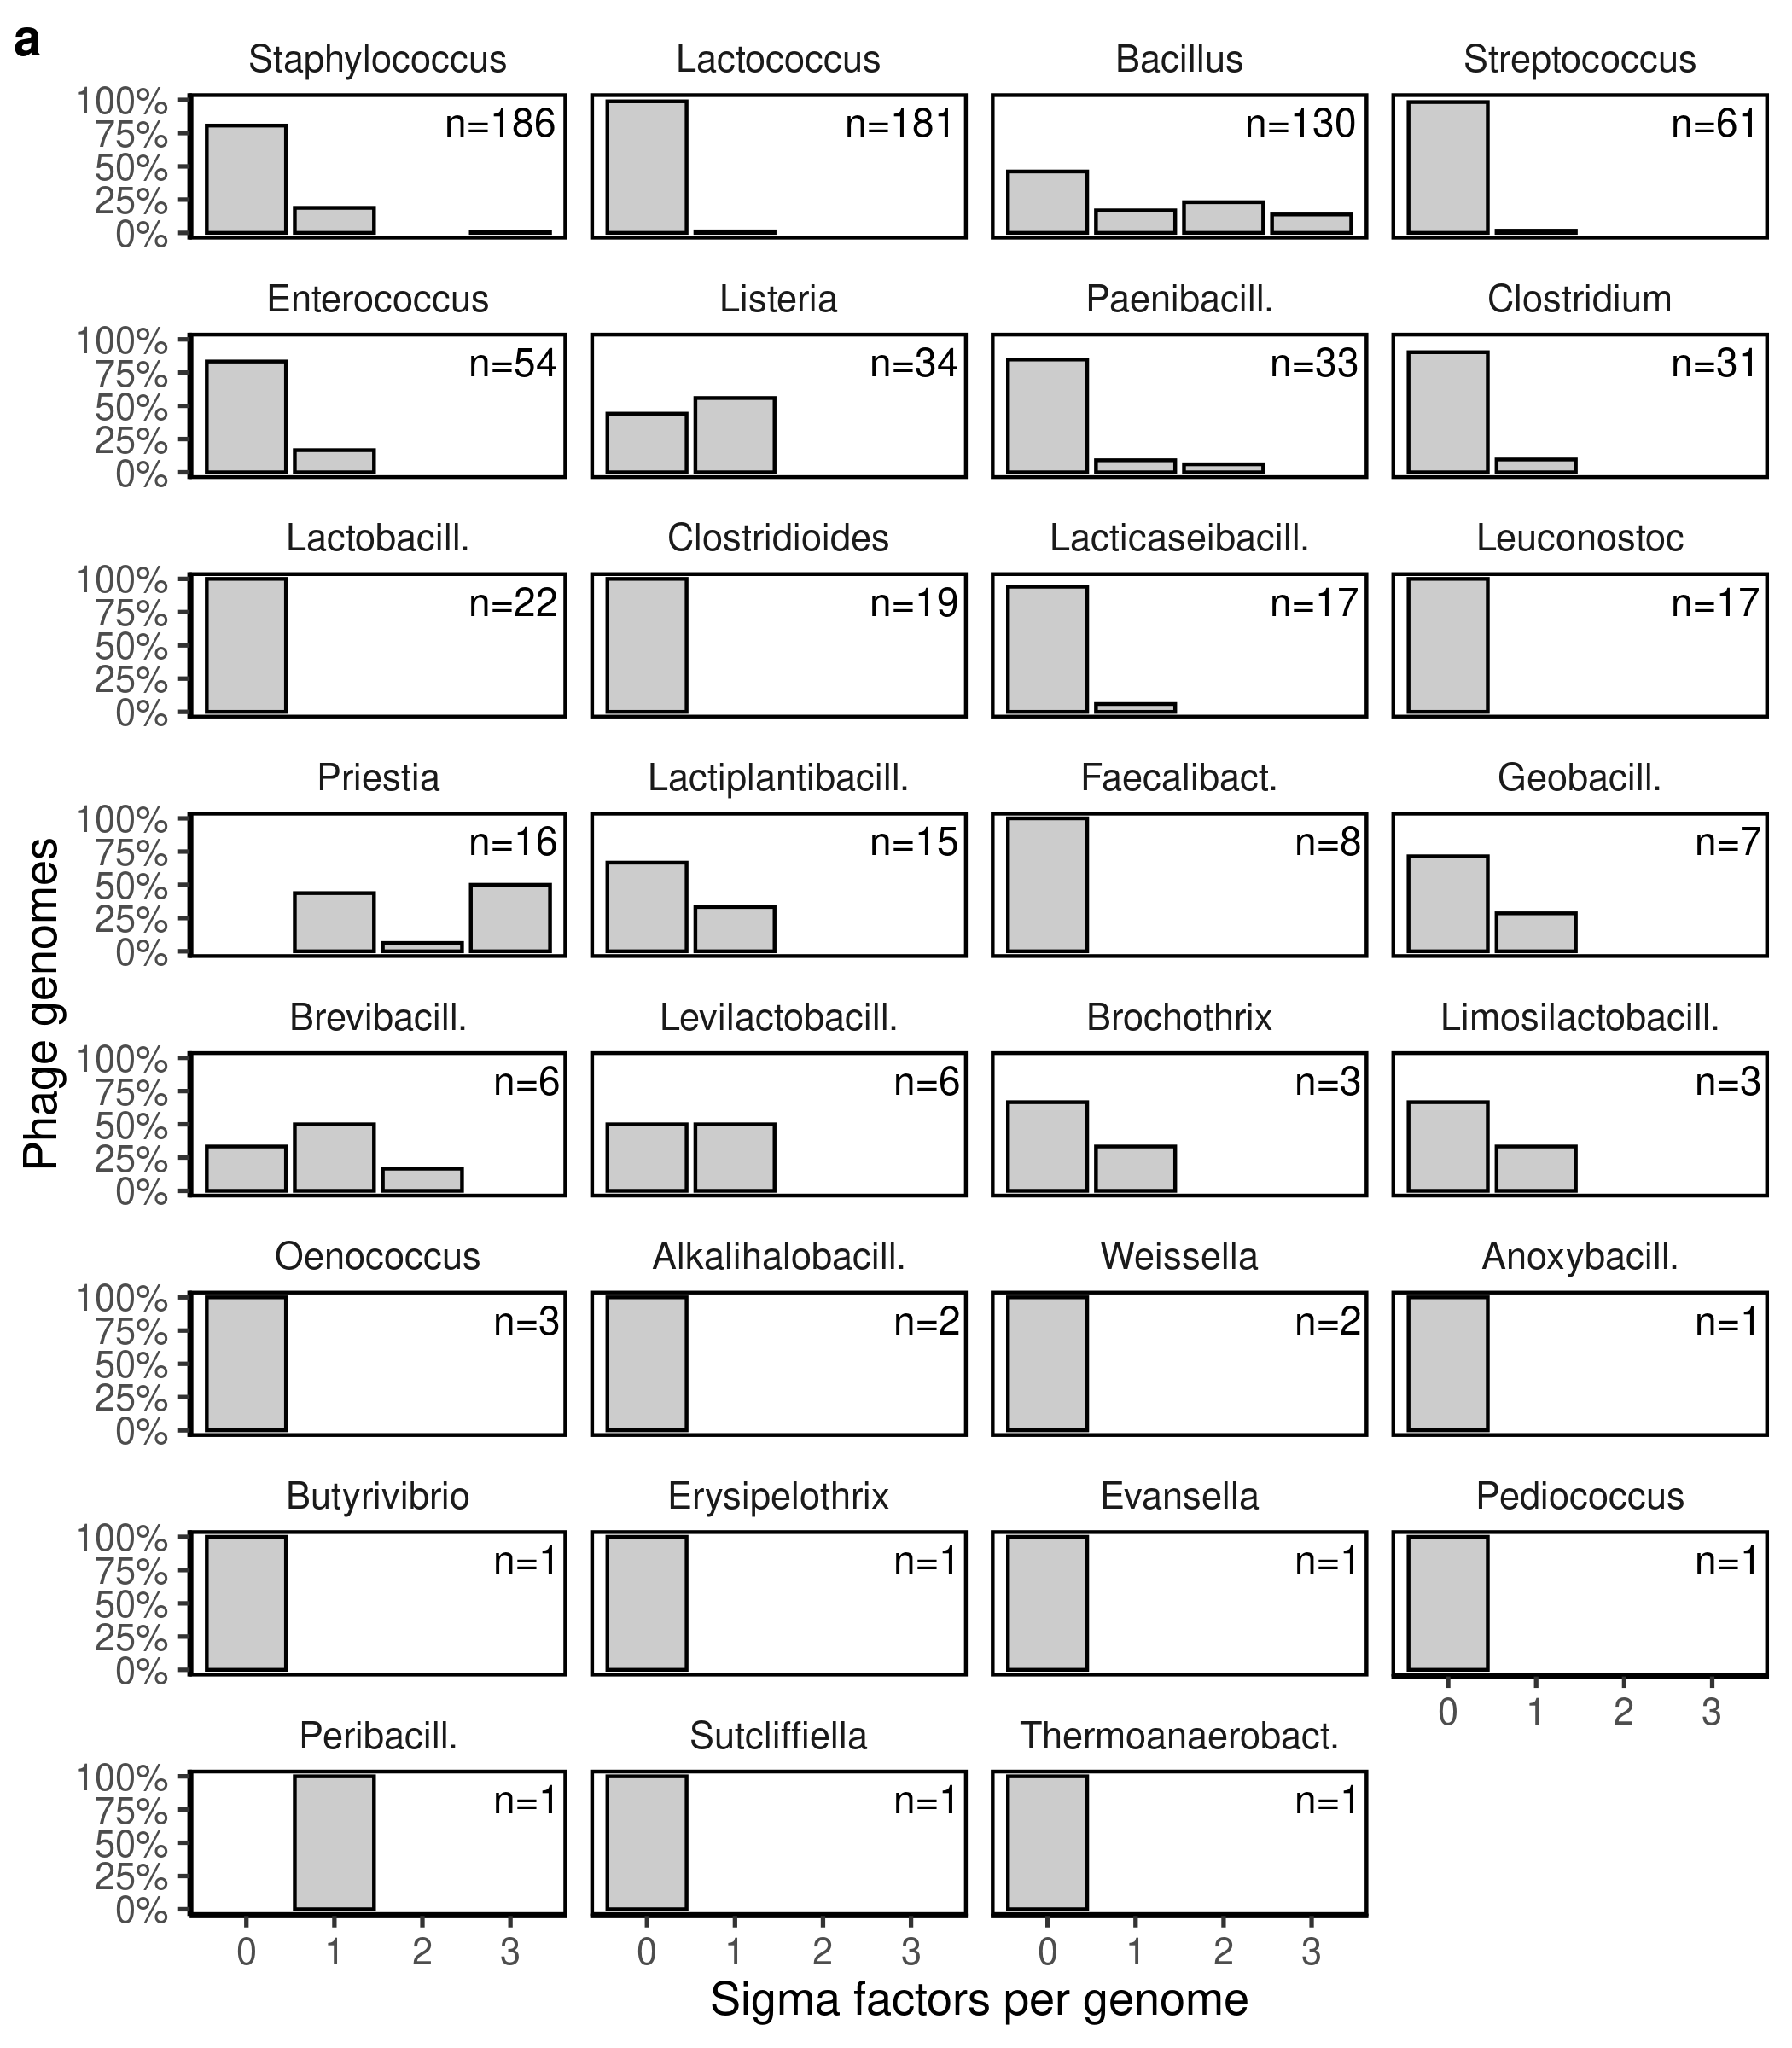 a
Staphylococcus Lactococcus Bacillus Streptococcus
100%
75%
50%
25%
0%
n=186 n=181 n=130 n=61
Enterococcus Listeria Paenibacill. Clostridium
100%
75%
50%
25%
0%
n=54 n=34 n=33 n=31
Lactobacill. Clostridioides Lacticaseibacill. Leuconostoc
100%
75%
50%
25%
0%
n=22 n=19 n=17 n=17
Priestia Lactiplantibacill. Faecalibact. Geobacill.
100%
75%
50%
25%
0%
n=16 n=15 n=8 n=7
Phage genomes
Brevibacill. Levilactobacill. Brochothrix Limosilactobacill.
100%
75%
50%
25%
0%
n=6 n=6 n=3 n=3
Oenococcus Alkalihalobacill. Weissella Anoxybacill.
100%
75%
50%
25%
0%
n=3 n=2 n=2 n=1
Butyrivibrio Erysipelothrix Evansella Pediococcus
100%
75%
50%
25%
0%
n=1 n=1 n=1 n=1
0 1 2 3
Peribacill. Sutcliffiella Thermoanaerobact.
100%
75%
50%
25%
0%
n=1 n=1 n=1
0 1 2 3 0 1 2 3 0 1 2 3
Sigma factors per genome